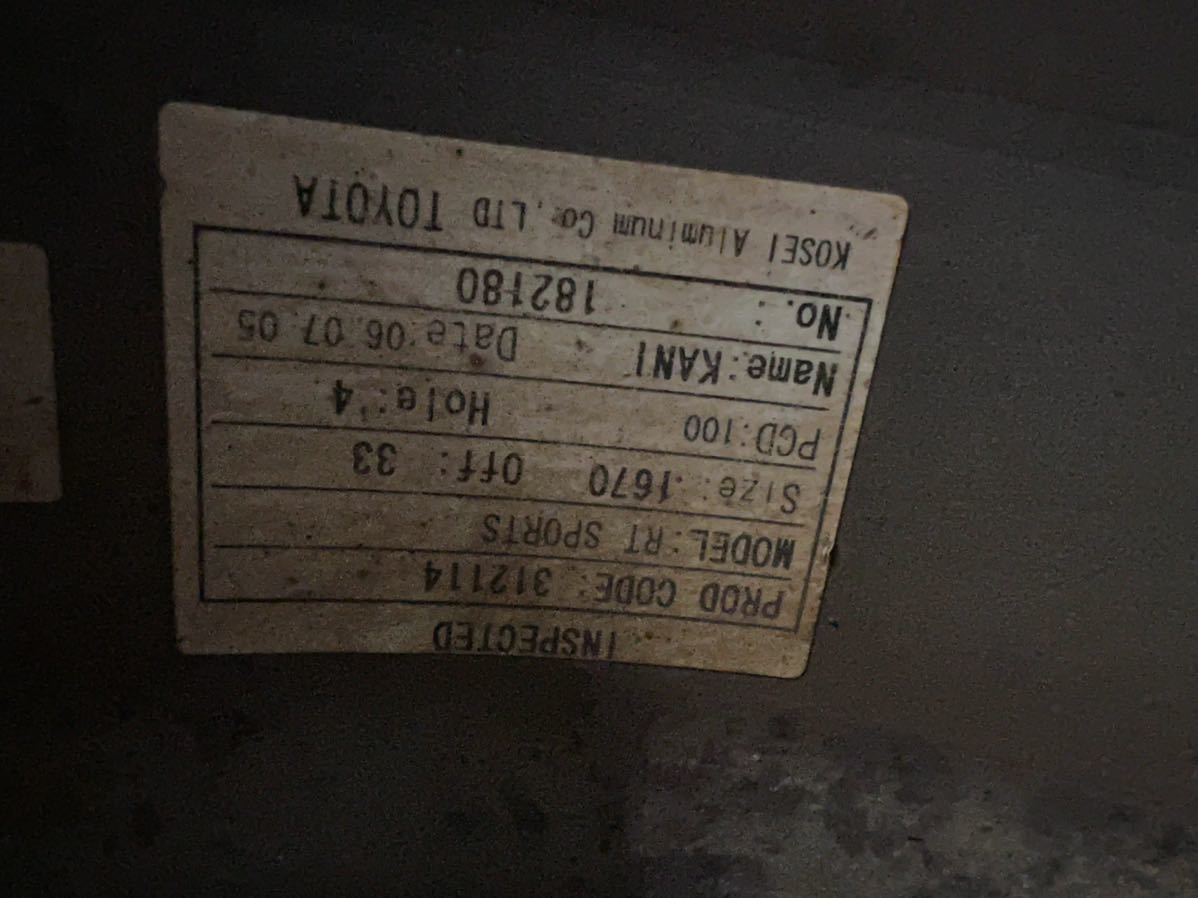 INSPECTED
PROD CODE: 312114
MODEL:RT SPORTS
Size: 1670 Off: 33
PCD:100 Hole: 4
Name:KANI Date:06.07.05
No.: 182180
KOSEI Aluminum Co.,LTD TOYOTA